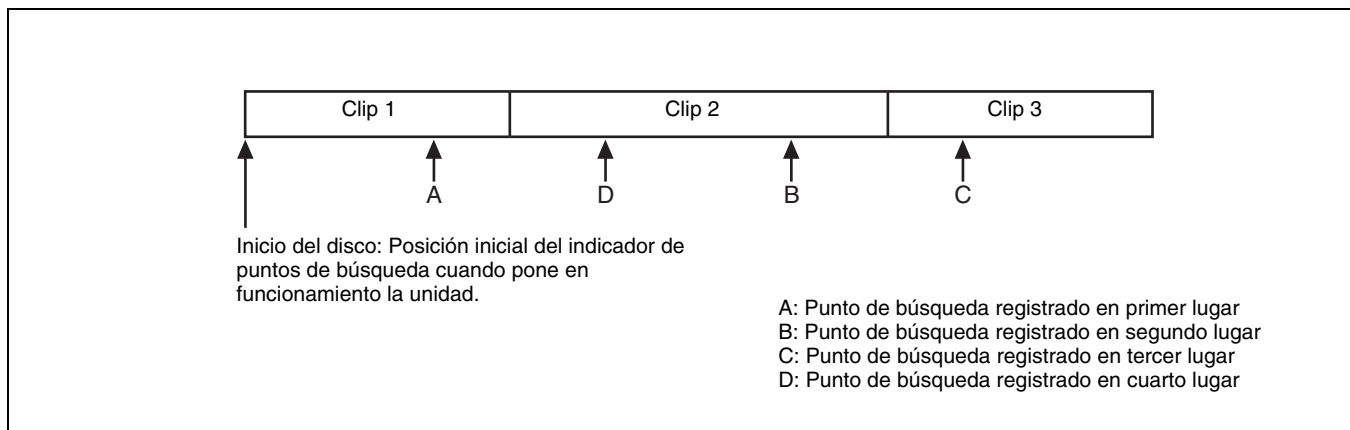 Clip 1 Clip 2 Clip 3
A D B C
Inicio del disco: Posición inicial del indicador de
puntos de búsqueda cuando pone en
funcionamiento la unidad.
A: Punto de búsqueda registrado en primer lugar
B: Punto de búsqueda registrado en segundo lugar
C: Punto de búsqueda registrado en tercer lugar
D: Punto de búsqueda registrado en cuarto lugar